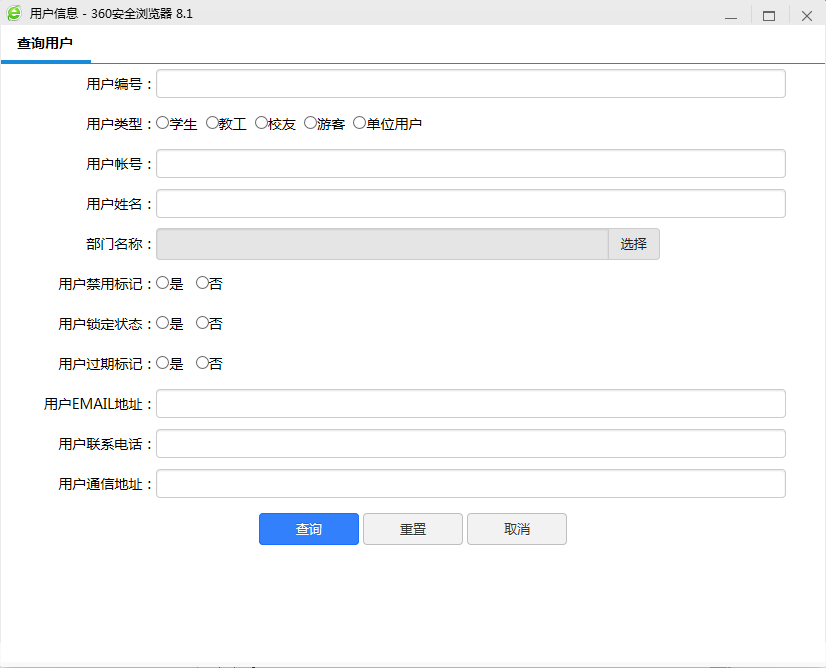 用户信息 - 360安全浏览器 8.1
查询用户
用户编号：
用户类型：学生 教工 校友 游客 单位用户
用户帐号：
用户姓名：
部门名称： 选择
用户禁用标记：是 否
用户锁定状态：是 否
用户过期标记：是 否
用户EMAIL地址：
用户联系电话：
用户通信地址：
查询 重置 取消